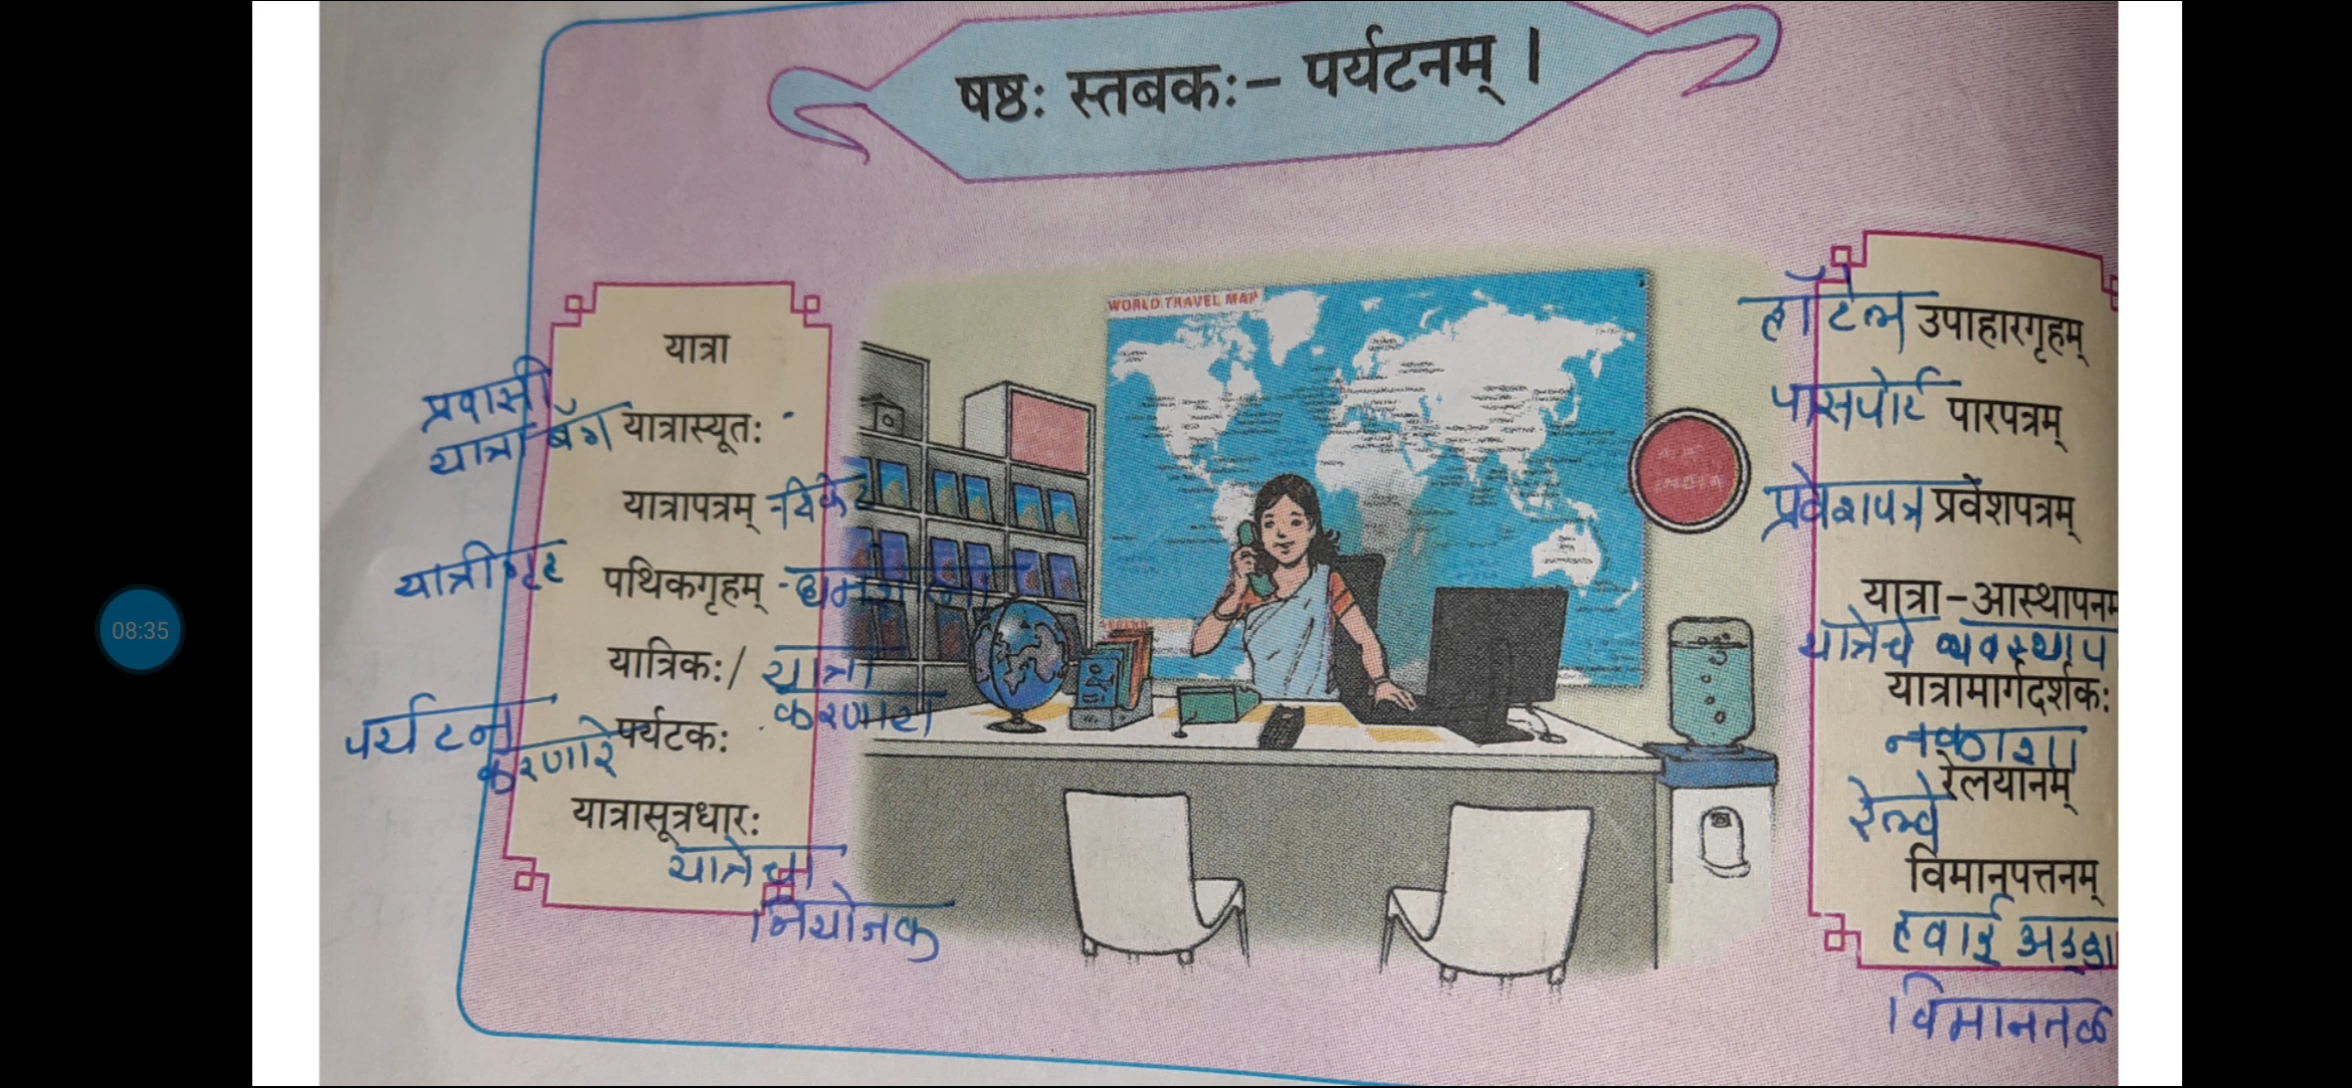 षष्ठः स्तबकः– पर्यटनम् ।
यात्रा
प्रवासी
यात्रा बॅग यात्रास्यूतः
यात्रापत्रम् -तिकेट
यात्रीगृह पथिकगृहम् -धर्मशाला
यात्रिकः/ यात्रा
करणारा
पर्यटन पर्यटकः
करणारे
यात्रासूत्रधारः
यात्रेचा
नियोजक
WORLD TRAVEL MAP
हॉटेल उपाहारगृहम्
पासपोर्ट पारपत्रम्
प्रवेशपत्र प्रवेशपत्रम्
यात्रा–आस्थापनम
यात्रेचे व्यवस्थाप
यात्रामार्गदर्शकः
नकाशा
रेलयानम्
रेल्वे
विमानपत्तनम्
हवाई अड्डा
विमानतळ
08:35